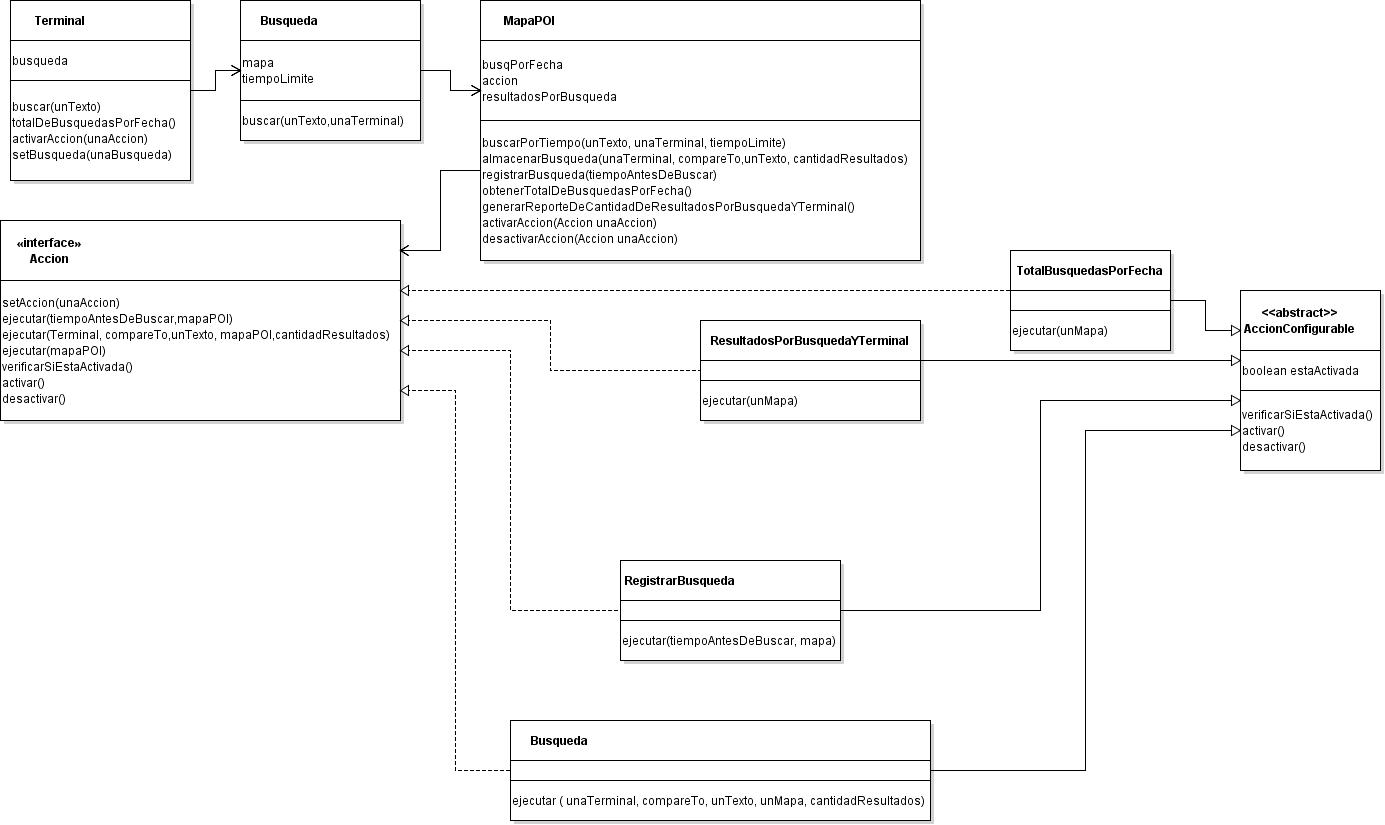 Terminal
busqueda
buscar(unTexto)
totalDeBusquedasPorFecha()
activarAccion(unaAccion)
setBusqueda(unaBusqueda)
Busqueda
mapa
tiempoLimite
buscar(unTexto,unaTerminal)
MapaPOI
busqPorFecha
accion
resultadosPorBusqueda
buscarPorTiempo(unTexto, unaTerminal, tiempoLimite)
almacenarBusqueda(unaTerminal, compareTo,unTexto, cantidadResultados)
registrarBusqueda(tiempoAntesDeBuscar)
obtenerTotalDeBusquedasPorFecha()
generarReporteDeCantidadDeResultadosPorBusquedaYTerminal()
activarAccion(Accion unaAccion)
desactivarAccion(Accion unaAccion)
«interface»
Accion
setAccion(unaAccion)
ejecutar(tiempoAntesDeBuscar,mapaPOI)
ejecutar(Terminal, compareTo,unTexto, mapaPOI,cantidadResultados)
ejecutar(mapaPOI)
verificarSiEstaActivada()
activar()
desactivar()
TotalBusquedasPorFecha
ejecutar(unMapa)
ResultadosPorBusquedaYTerminal
ejecutar(unMapa)
<<abstract>>
AccionConfigurable
boolean estaActivada
verificarSiEstaActivada()
activar()
desactivar()
RegistrarBusqueda
ejecutar(tiempoAntesDeBuscar, mapa)
Busqueda
ejecutar ( unaTerminal, compareTo, unTexto, unMapa, cantidadResultados)